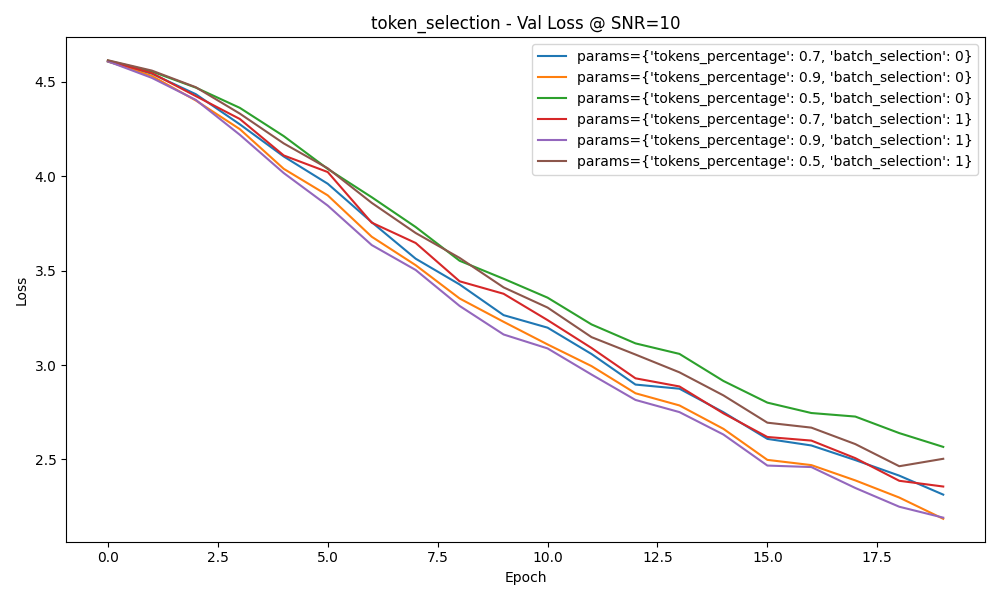 token_selection - Val Loss @ SNR=10
params={'tokens_percentage': 0.7, 'batch_selection': 0}
params={'tokens_percentage': 0.9, 'batch_selection': 0}
params={'tokens_percentage': 0.5, 'batch_selection': 0}
params={'tokens_percentage': 0.7, 'batch_selection': 1}
params={'tokens_percentage': 0.9, 'batch_selection': 1}
params={'tokens_percentage': 0.5, 'batch_selection': 1}
Loss
4.5
4.0
3.5
3.0
2.5
0.0 2.5 5.0 7.5 10.0 12.5 15.0 17.5
Epoch